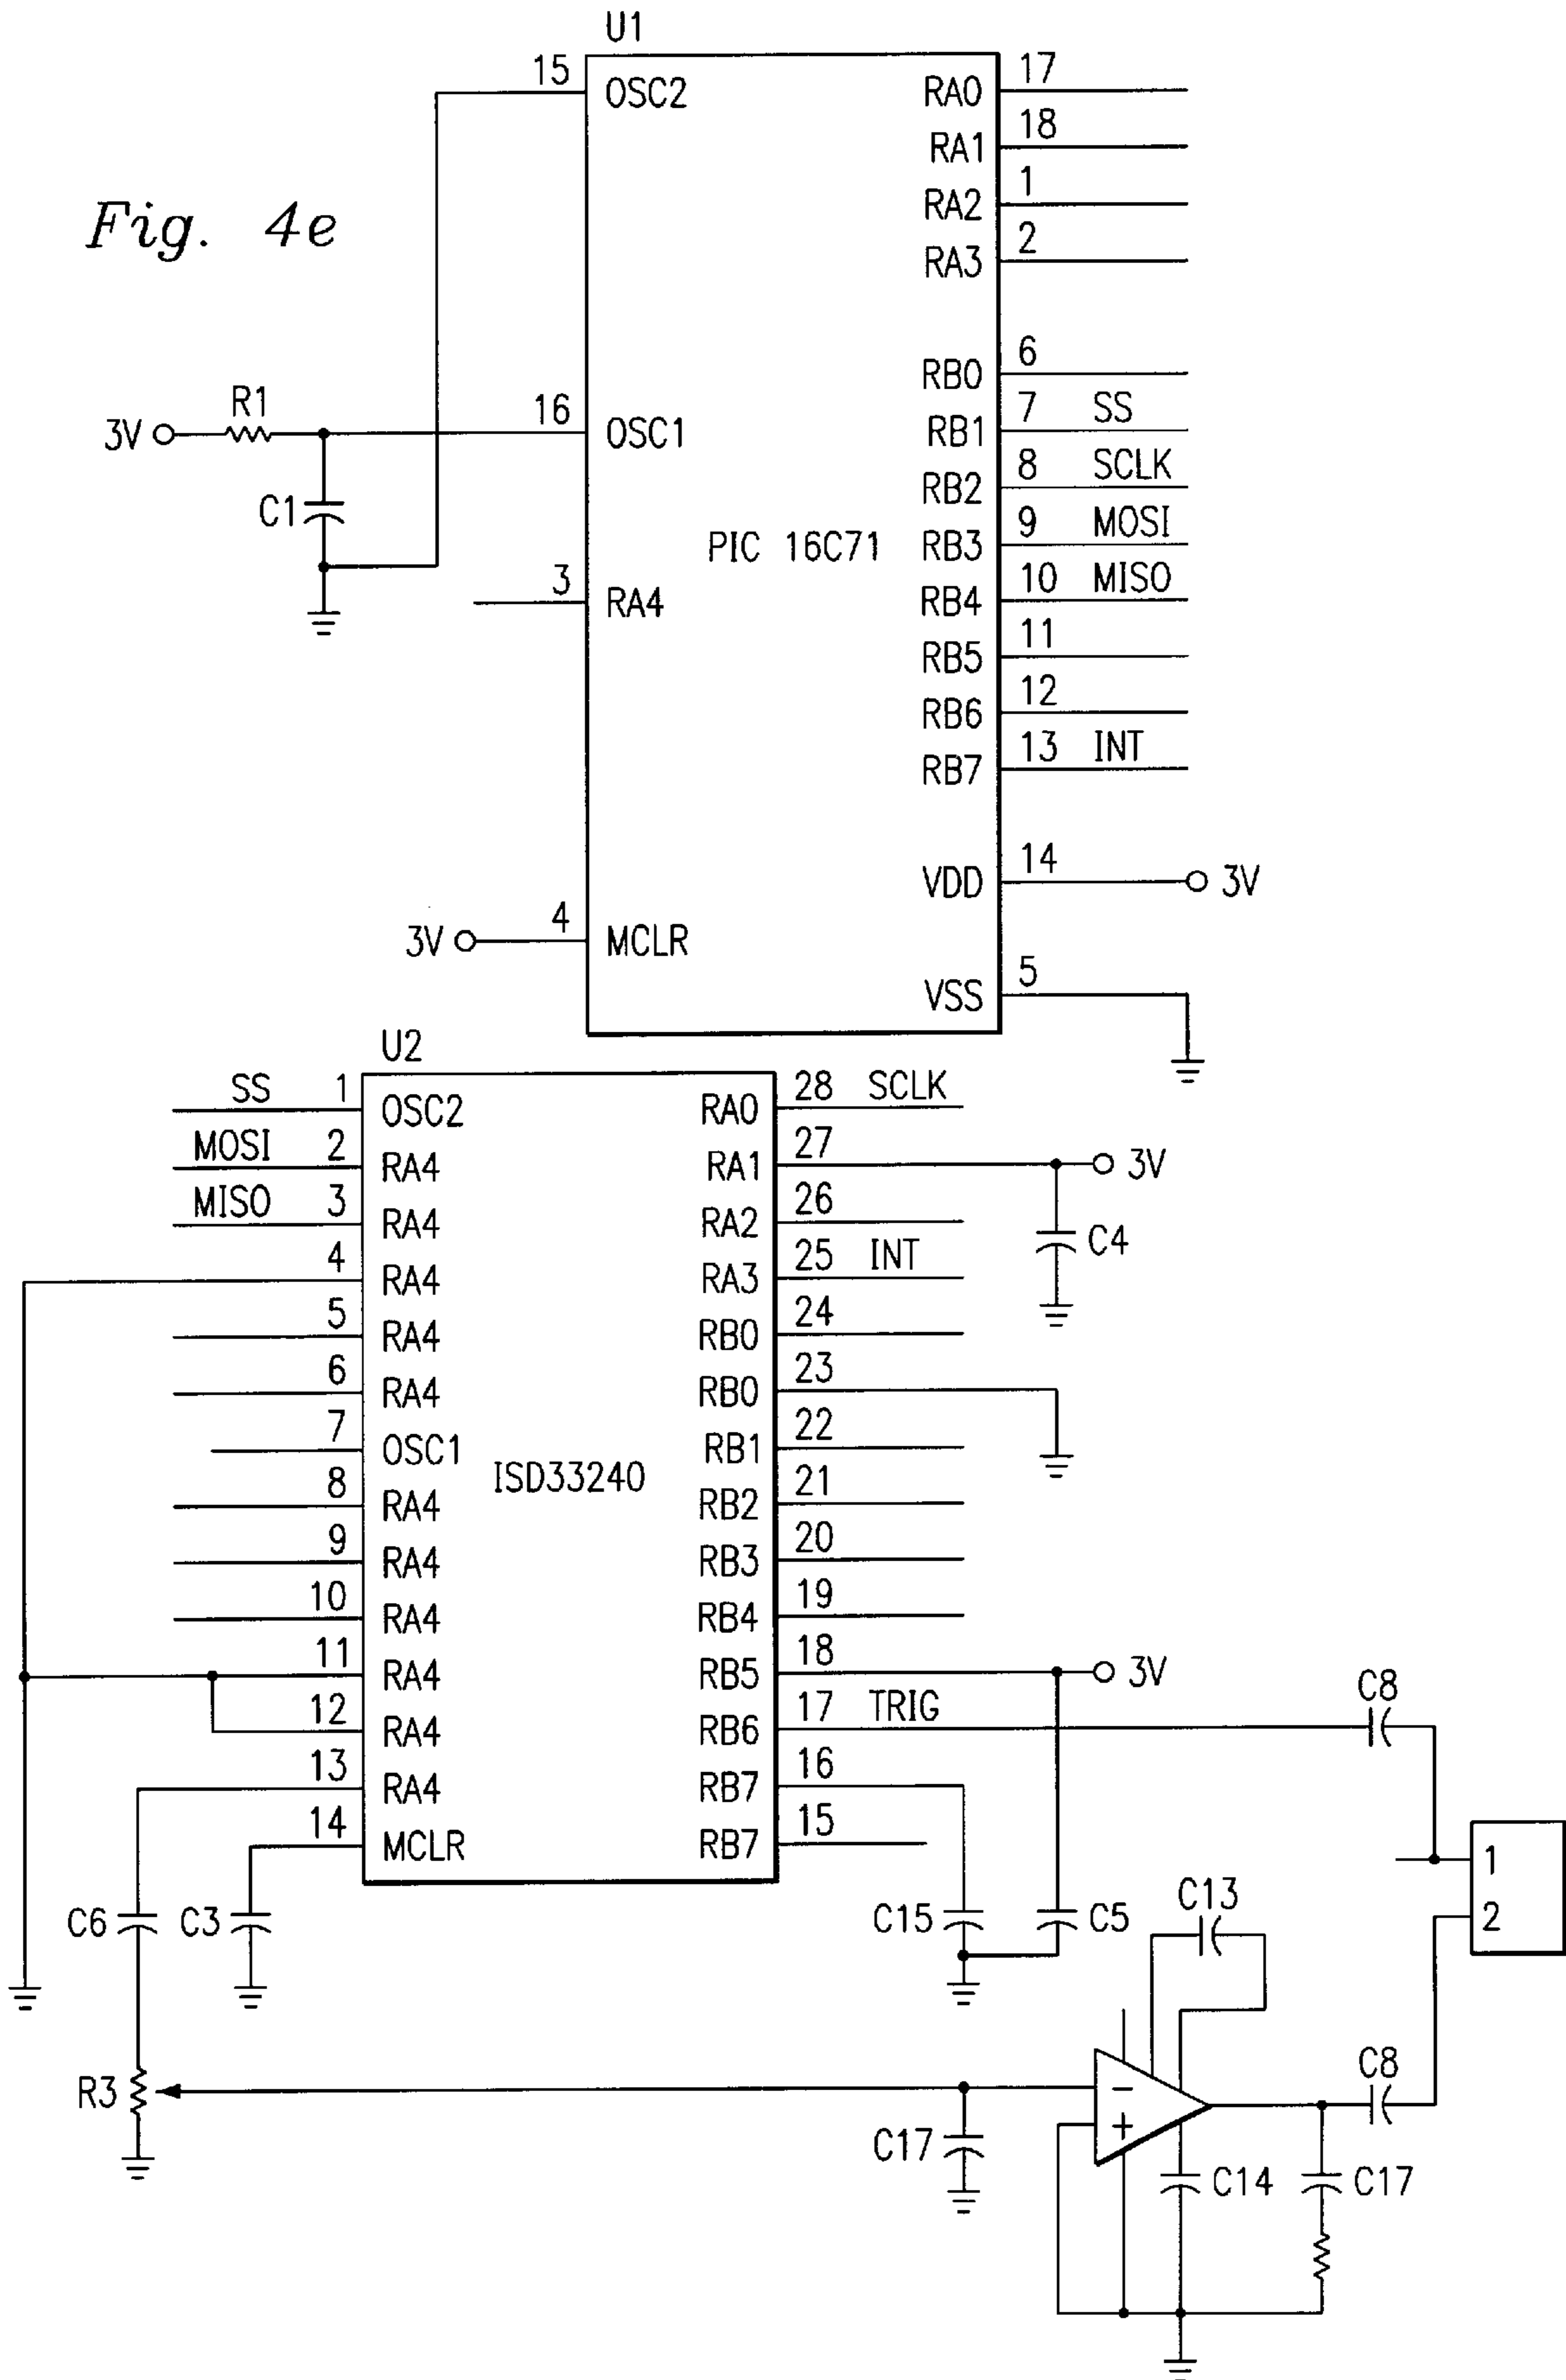 Fig. 4e
U1
15 OSC2 RA0 17
RA1 18
RA2 1
RA3 2
RB0 6
3V R1 16 OSC1 RB1 7 SS
RB2 8 SCLK
C1 PIC 16C71 RB3 9 MOSI
3 RA4 RB4 10 MISO
RB5 11
RB6 12
RB7 13 INT
VDD 14 3V
3V 4 MCLR
VSS 5
U2
SS 1 OSC2 RA0 28 SCLK
MOSI 2 RA4 RA1 27 3V
MISO 3 RA4 RA2 26
C4
4 RA4 RA3 25 INT
5 RA4 RB0 24
6 RA4 RB0 23
7 OSC1 RB1 22
ISD33240
8 RA4 RB2 21
9 RA4 RB3 20
10 RA4 RB4 19
11 RA4 RB5 18 3V
12 RA4 RB6 17 TRIG C8
13 RA4 RB7 16
14 MCLR RB7 15
1
2
C6 C3 C15 C5 C13
R3 − C8
+
C17 C14 C17